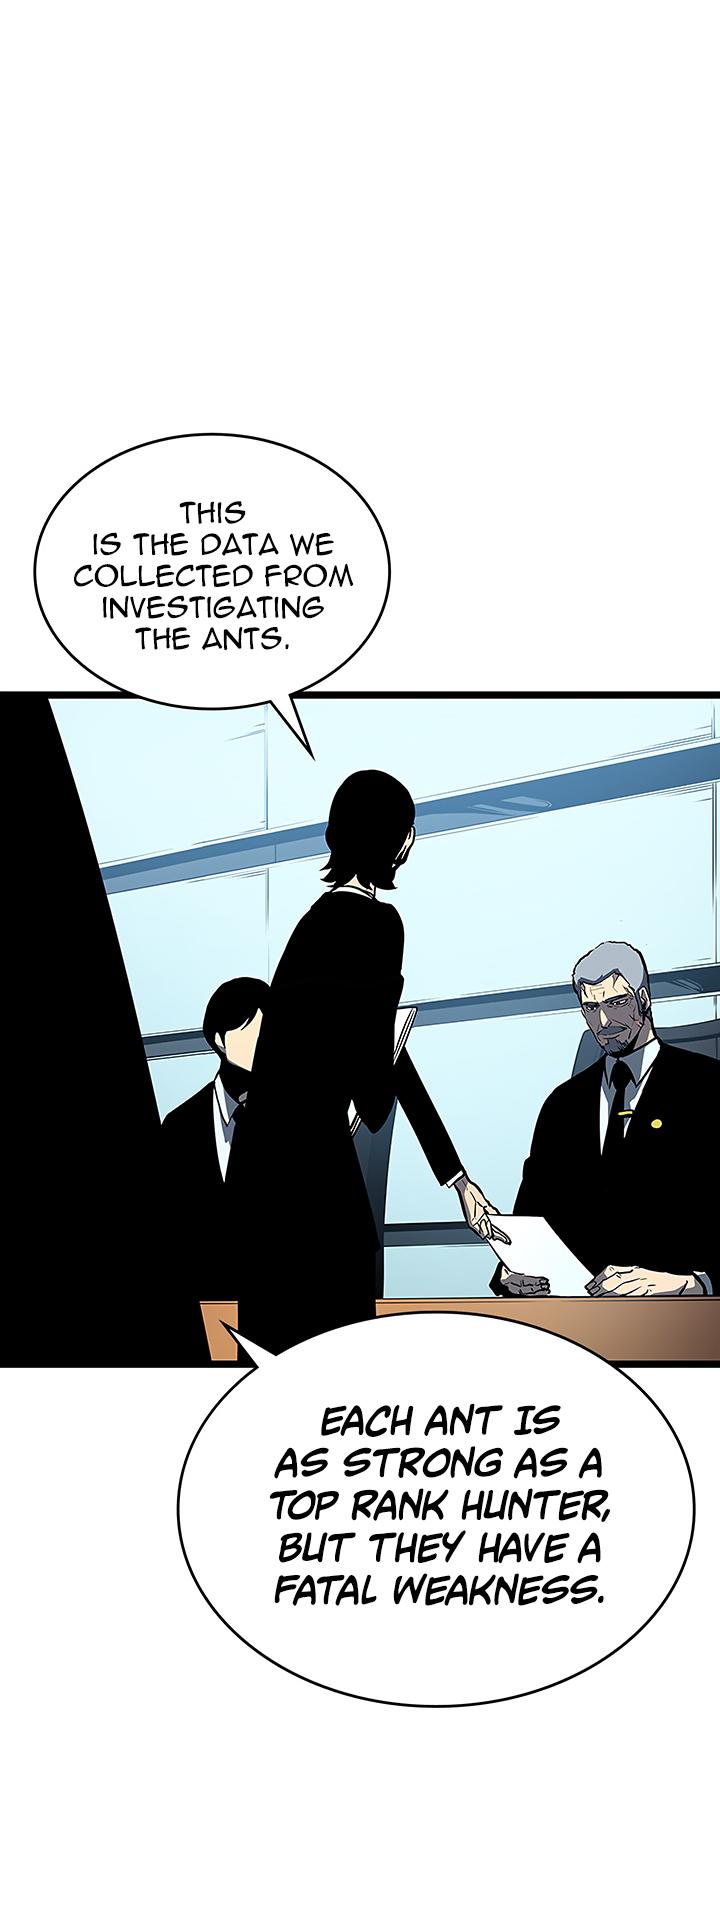 THIS
IS THE DATA WE
COLLECTED FROM
INVESTIGATING
THE ANTS.
EACH ANT IS
AS STRONG AS A
TOP RANK HUNTER,
BUT THEY HAVE A
FATAL WEAKNESS.